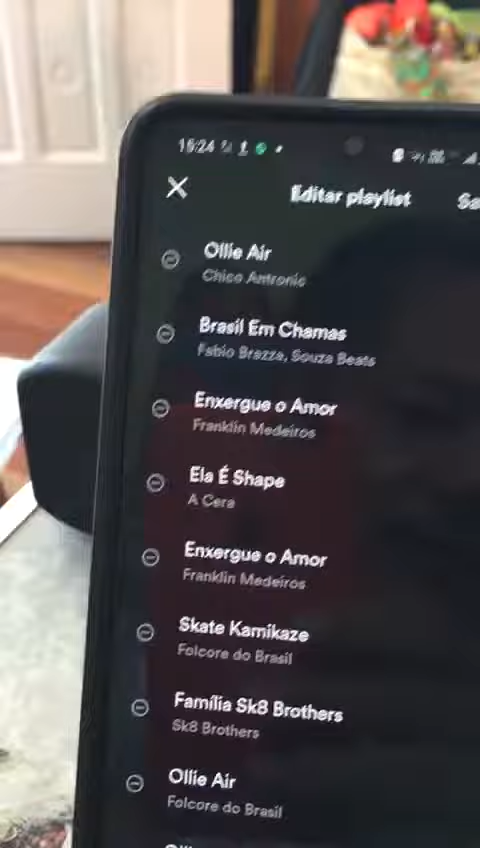 15:24
Editar playlist
Ollie Air
Chico Antronic
Brasil Em Chamas
Fabio Brazza, Souza Beats
Enxergue o Amor
Franklin Medeiros
Ela É Shape
A Cera
Enxergue o Amor
Franklin Medeiros
Skate Kamikaze
Folcore do Brasil
Família Sk8 Brothers
Sk8 Brothers
Ollie Air
Folcore do Brasil